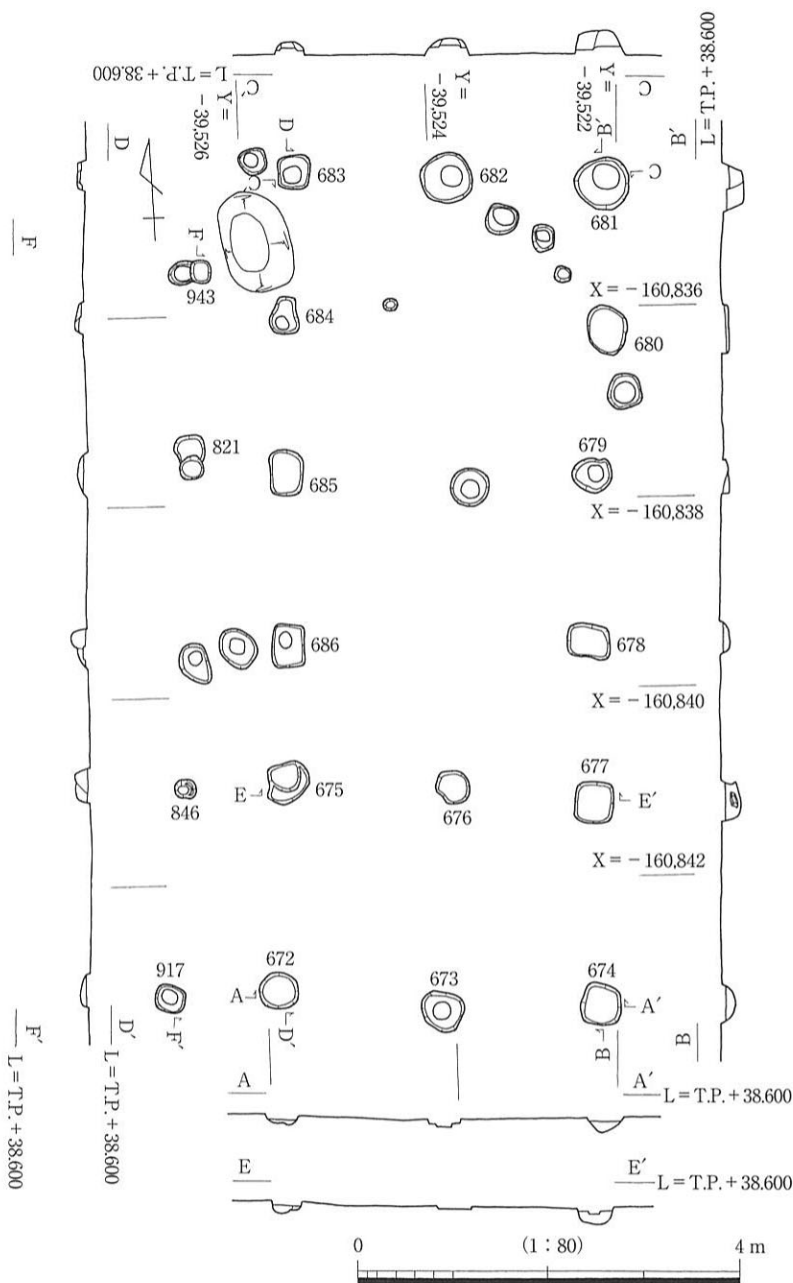 L = T.P. + 38.600
C′
Y = 
− 39,526
D
Y = 
− 39,524
Y = 
− 39,522
B′
C
B′
L = T.P. + 38.600
D
F
C′
683
682
681
C
F
943
684
X = − 160,836
680
821
685
679
X = − 160,838
686
678
X = − 160,840
846
E
675
676
677
E′
X = − 160,842
917
672
673
674
A
A′
F′
D′
B
B
F′
L = T.P. + 38.600
D′
L = T.P. + 38.600
A
A′
L = T.P. + 38.600
E
E′
L = T.P. + 38.600
0
(1：80)
4 m